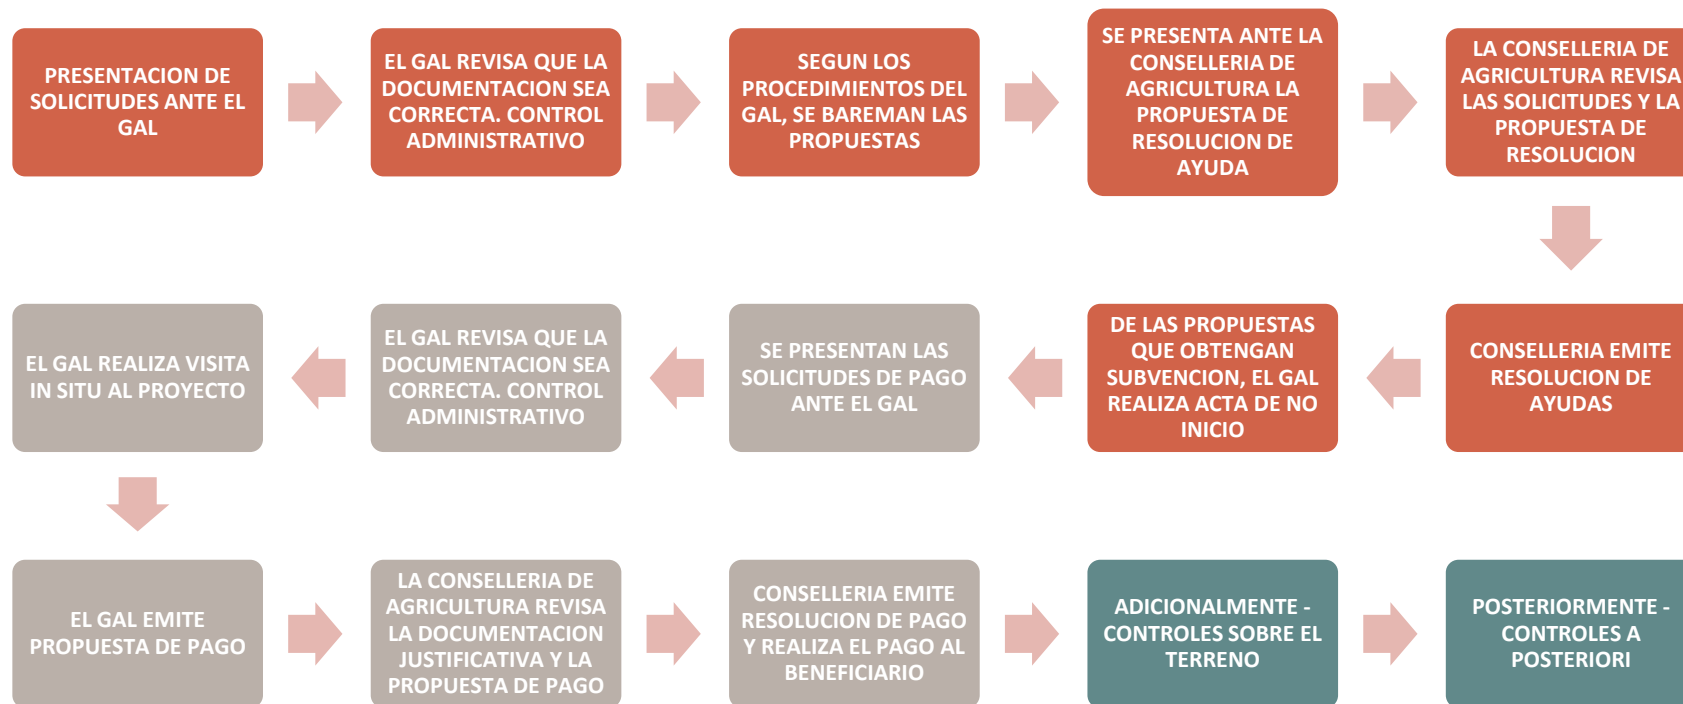 PRESENTACION DE
SOLICITUDES ANTE EL
GAL
EL GAL REVISA QUE LA
DOCUMENTACION SEA
CORRECTA. CONTROL
ADMINISTRATIVO
SEGUN LOS
PROCEDIMIENTOS DEL
GAL, SE BAREMAN LAS
PROPUESTAS
SE PRESENTA ANTE LA
CONSELLERIA DE
AGRICULTURA LA
PROPUESTA DE
RESOLUCION DE
AYUDA
LA CONSELLERIA DE
AGRICULTURA REVISA
LAS SOLICITUDES Y LA
PROPUESTA DE
RESOLUCION
CONSELLERIA EMITE
RESOLUCION DE
AYUDAS
DE LAS PROPUESTAS
QUE OBTENGAN
SUBVENCION, EL GAL
REALIZA ACTA DE NO
INICIO
SE PRESENTAN LAS
SOLICITUDES DE PAGO
ANTE EL GAL
EL GAL REVISA QUE LA
DOCUMENTACION SEA
CORRECTA. CONTROL
ADMINISTRATIVO
EL GAL REALIZA VISITA
IN SITU AL PROYECTO
EL GAL EMITE
PROPUESTA DE PAGO
LA CONSELLERIA DE
AGRICULTURA REVISA
LA DOCUMENTACION
JUSTIFICATIVA Y LA
PROPUESTA DE PAGO
CONSELLERIA EMITE
RESOLUCION DE PAGO
Y REALIZA EL PAGO AL
BENEFICIARIO
ADICIONALMENTE -
CONTROLES SOBRE EL
TERRENO
POSTERIORMENTE -
CONTROLES A
POSTERIORI